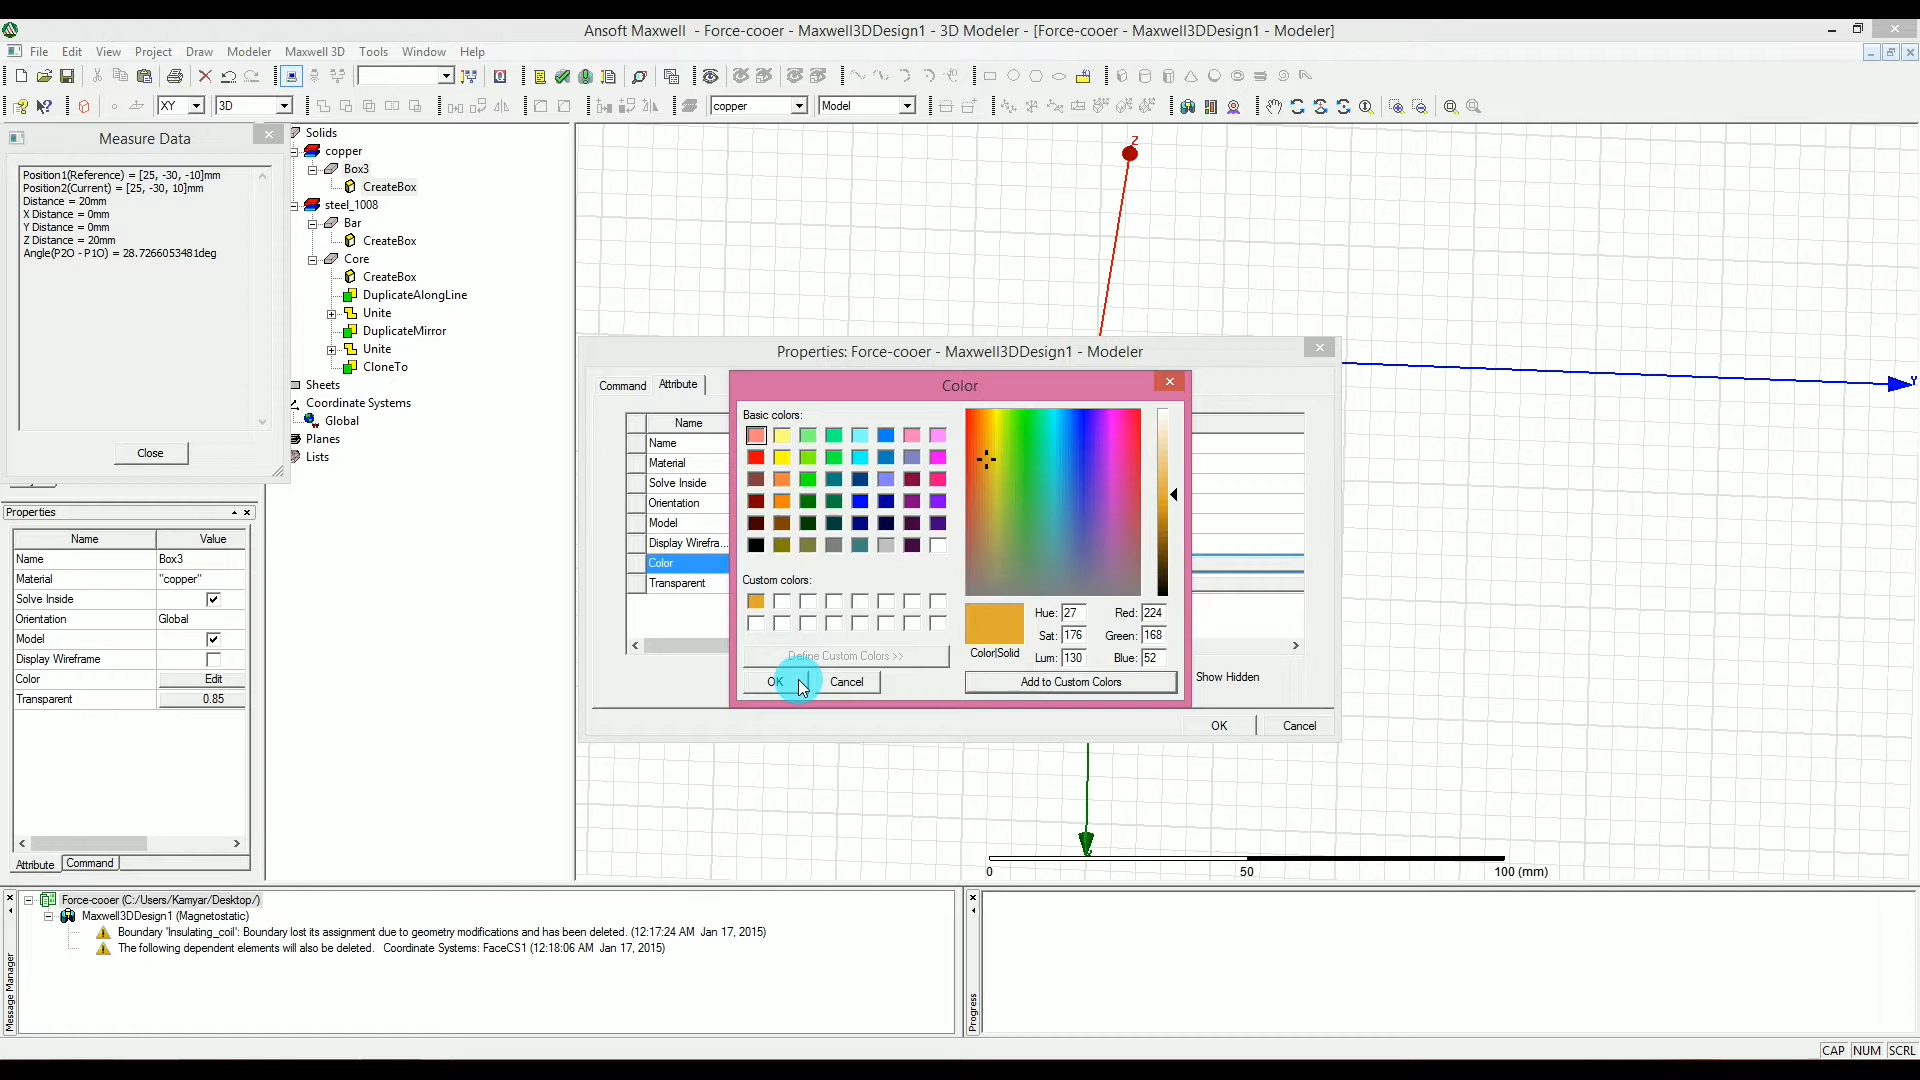 Ansoft Maxwell - Force-cooer - Maxwell3DDesign1 - 3D Modeler - [Force-cooer - Maxwell3DDesign1 - Modeler]
File Edit View Project Draw Modeler Maxwell 3D Tools Window Help
XY 3D copper Model
Measure Data
Position1(Reference) = [25, -30, -10]mm
Position2(Current) = [25, -30, 10]mm
Distance = 20mm
X Distance = 0mm
Y Distance = 0mm
Z Distance = 20mm
Angle(P2O - P1O) = 28.7266053481deg
Close
Solids
copper
Box3
CreateBox
steel_1008
Bar
CreateBox
Core
CreateBox
DuplicateAlongLine
Unite
DuplicateMirror
Unite
CloneTo
Sheets
Coordinate Systems
Global
Planes
Lists
Properties
Name Value
Name Box3
Material "copper"
Solve Inside
Orientation Global
Model
Display Wireframe
Color Edit
Transparent 0.85
Attribute Command
Z
Y
Properties: Force-cooer - Maxwell3DDesign1 - Modeler
Command Attribute
Name
Name
Material
Solve Inside
Orientation
Model
Display Wirefra...
Color
Transparent
Show Hidden
OK Cancel
Color
Basic colors:
Custom colors:
Define Custom Colors >>
OK Cancel
Color|Solid
Hue: 27 Red: 224
Sat: 176 Green: 168
Lum: 130 Blue: 52
Add to Custom Colors
0 50 100 (mm)
Force-cooer (C:/Users/Kamyar/Desktop/)
Maxwell3DDesign1 (Magnetostatic)
Boundary 'Insulating_coil': Boundary lost its assignment due to geometry modifications and has been deleted. (12:17:24 AM Jan 17, 2015)
The following dependent elements will also be deleted. Coordinate Systems: FaceCS1 (12:18:06 AM Jan 17, 2015)
Message Manager
Progress
CAP NUM SCRL